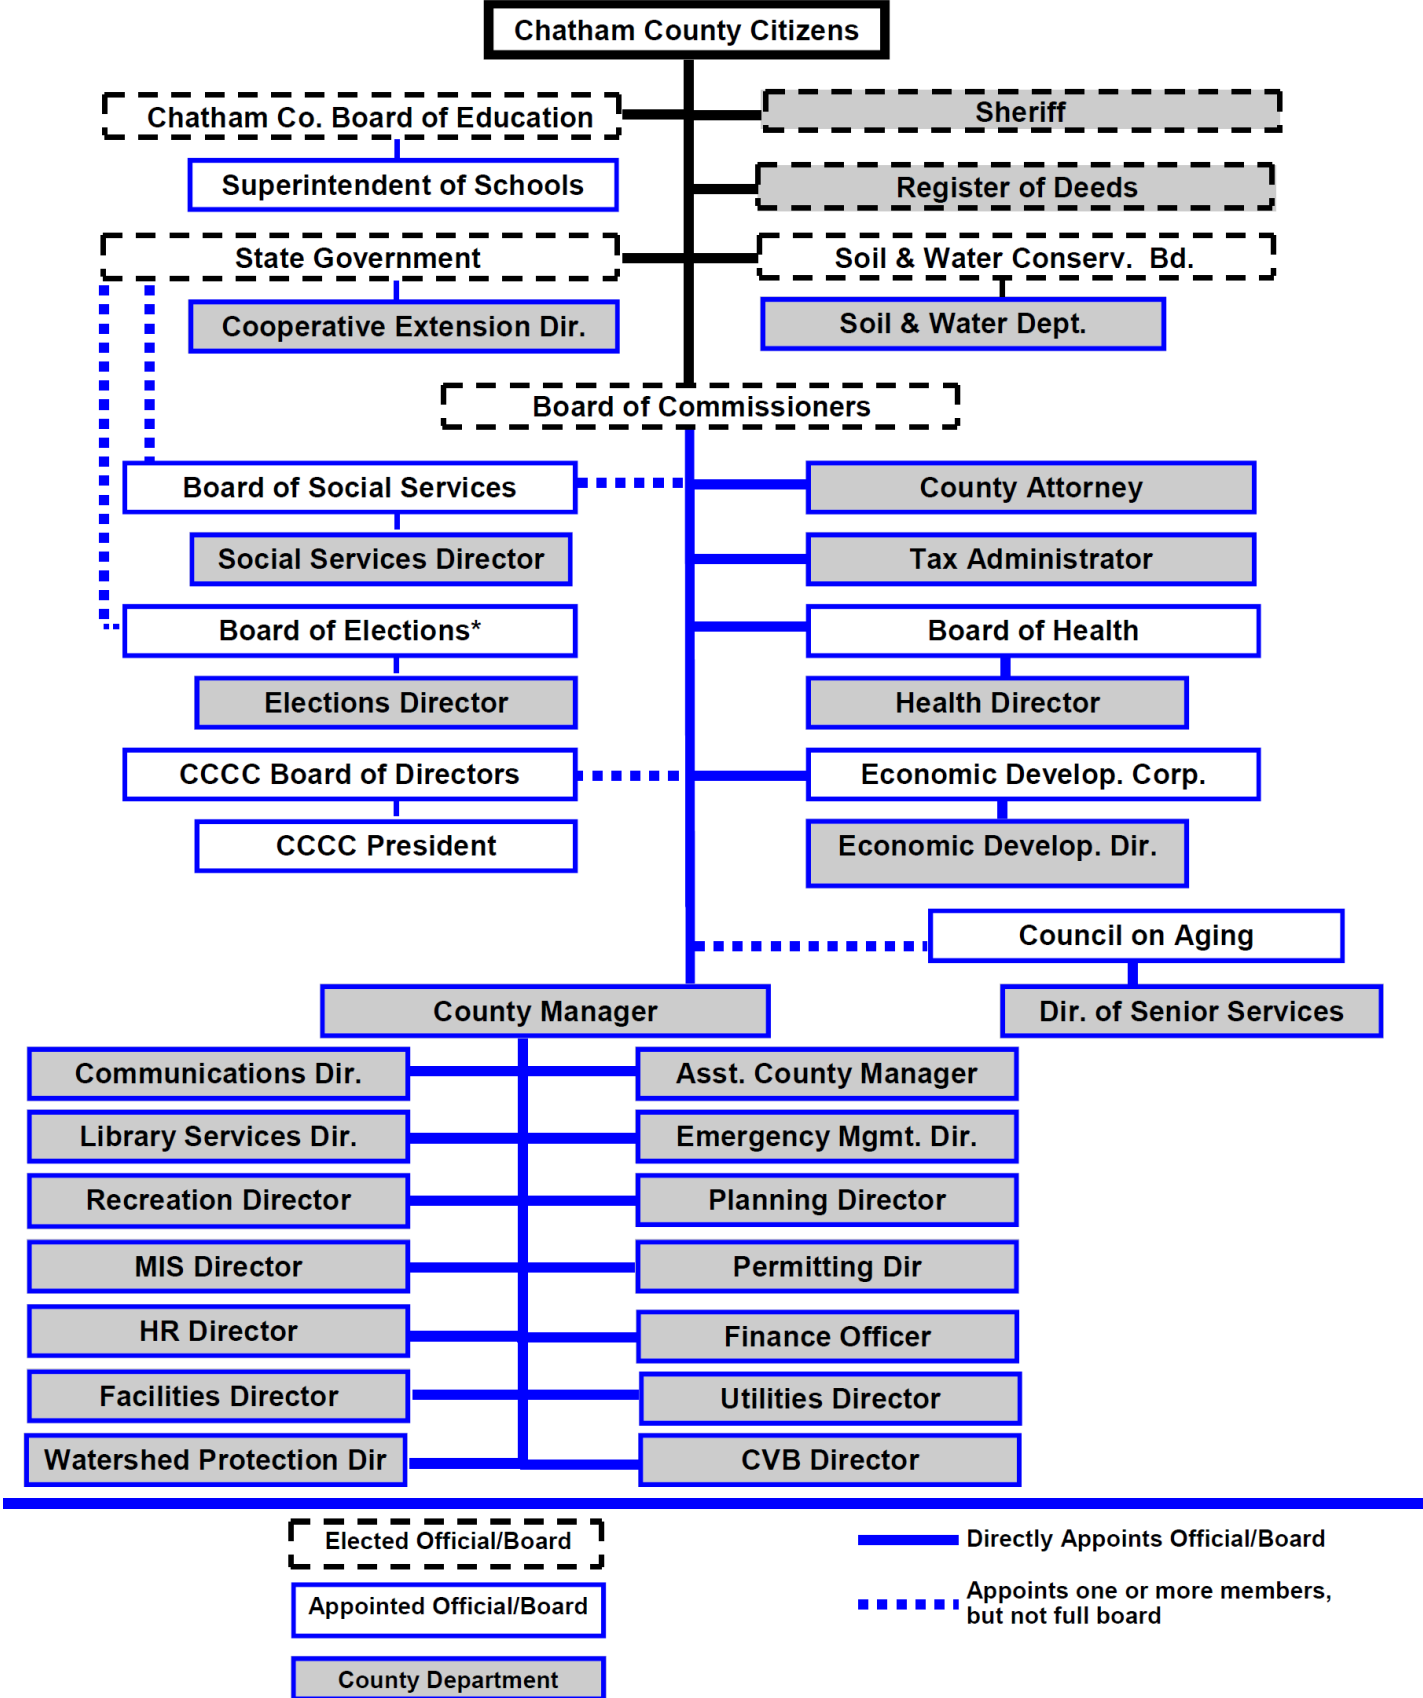 Chatham County Citizens
Chatham Co. Board of Education
Sheriff
Superintendent of Schools
Register of Deeds
State Government
Soil & Water Conserv. Bd.
Cooperative Extension Dir.
Soil & Water Dept.
Board of Commissioners
Board of Social Services
County Attorney
Social Services Director
Tax Administrator
Board of Elections*
Board of Health
Elections Director
Health Director
CCCC Board of Directors
Economic Develop. Corp.
CCCC President
Economic Develop. Dir.
Council on Aging
County Manager
Dir. of Senior Services
Communications Dir.
Asst. County Manager
Library Services Dir.
Emergency Mgmt. Dir.
Recreation Director
Planning Director
MIS Director
Permitting Dir
HR Director
Finance Officer
Facilities Director
Utilities Director
Watershed Protection Dir
CVB Director
Elected Official/Board
Directly Appoints Official/Board
Appointed Official/Board
Appoints one or more members,
but not full board
County Department